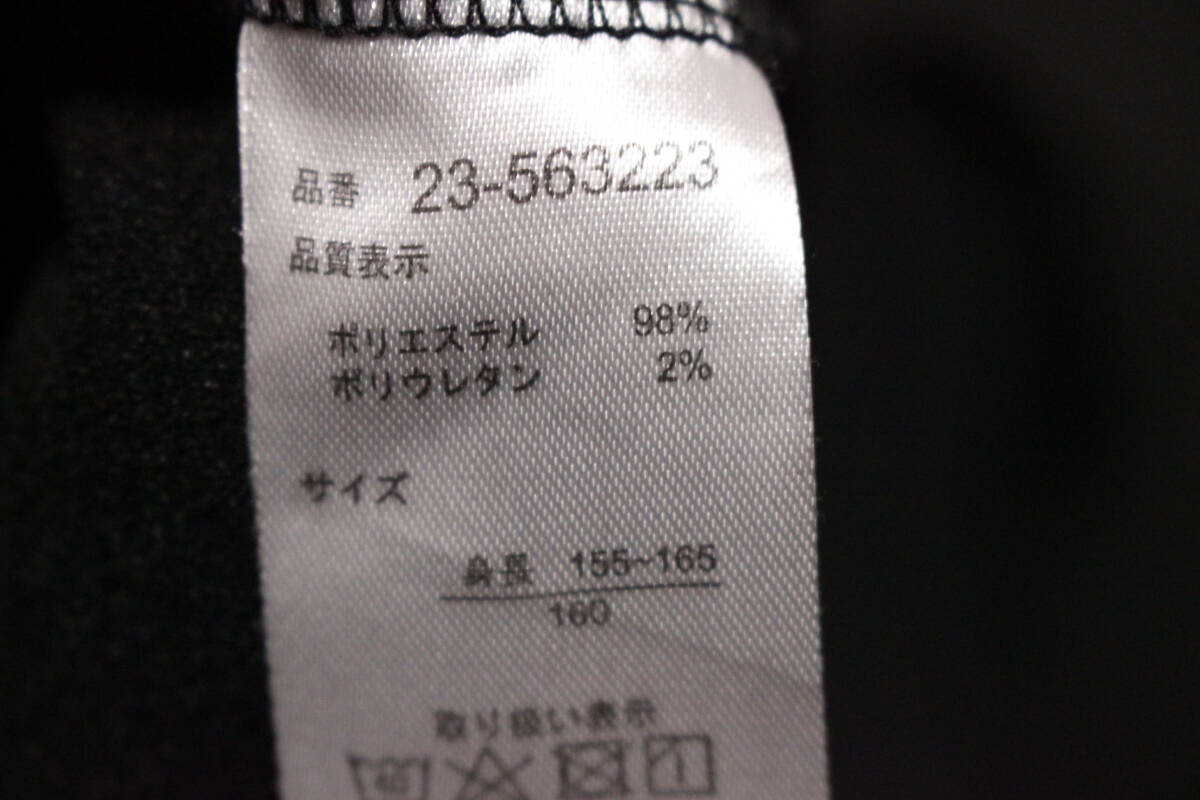 品番 23-563223
品質表示
ポリエステル 98%
ポリウレタン 2%
サイズ
身長 155~165
160
取り扱い表示
40